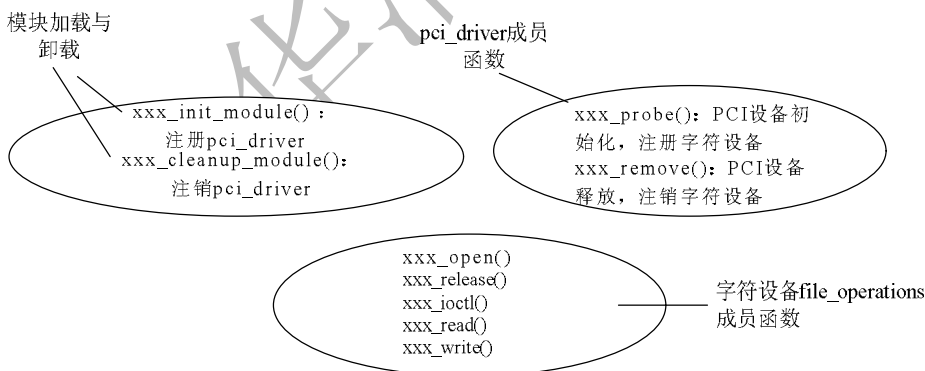 模块加载与
卸载
xxx_init_module() :
注册pci_driver
xxx_cleanup_module():
注销pci_driver
pci_driver成员
函数
xxx_probe(): PCI设备初
始化，注册字符设备
xxx_remove(): PCI设备
释放，注销字符设备
xxx_open()
xxx_release()
xxx_ioctl()
xxx_read()
xxx_write()
字符设备file_operations
成员函数
华